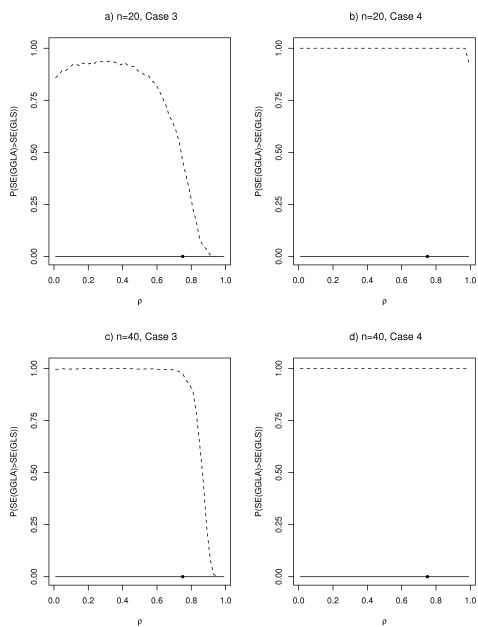 a) n=20, Case 3
P(SE(GGLA)>SE(GLS))
1.00
0.75
0.50
0.25
0.00
0.0 0.2 0.4 0.6 0.8 1.0
ρ
b) n=20, Case 4
P(SE(GGLA)>SE(GLS))
1.00
0.75
0.50
0.25
0.00
0.0 0.2 0.4 0.6 0.8 1.0
ρ
c) n=40, Case 3
P(SE(GGLA)>SE(GLS))
1.00
0.75
0.50
0.25
0.00
0.0 0.2 0.4 0.6 0.8 1.0
ρ
d) n=40, Case 4
P(SE(GGLA)>SE(GLS))
1.00
0.75
0.50
0.25
0.00
0.0 0.2 0.4 0.6 0.8 1.0
ρ